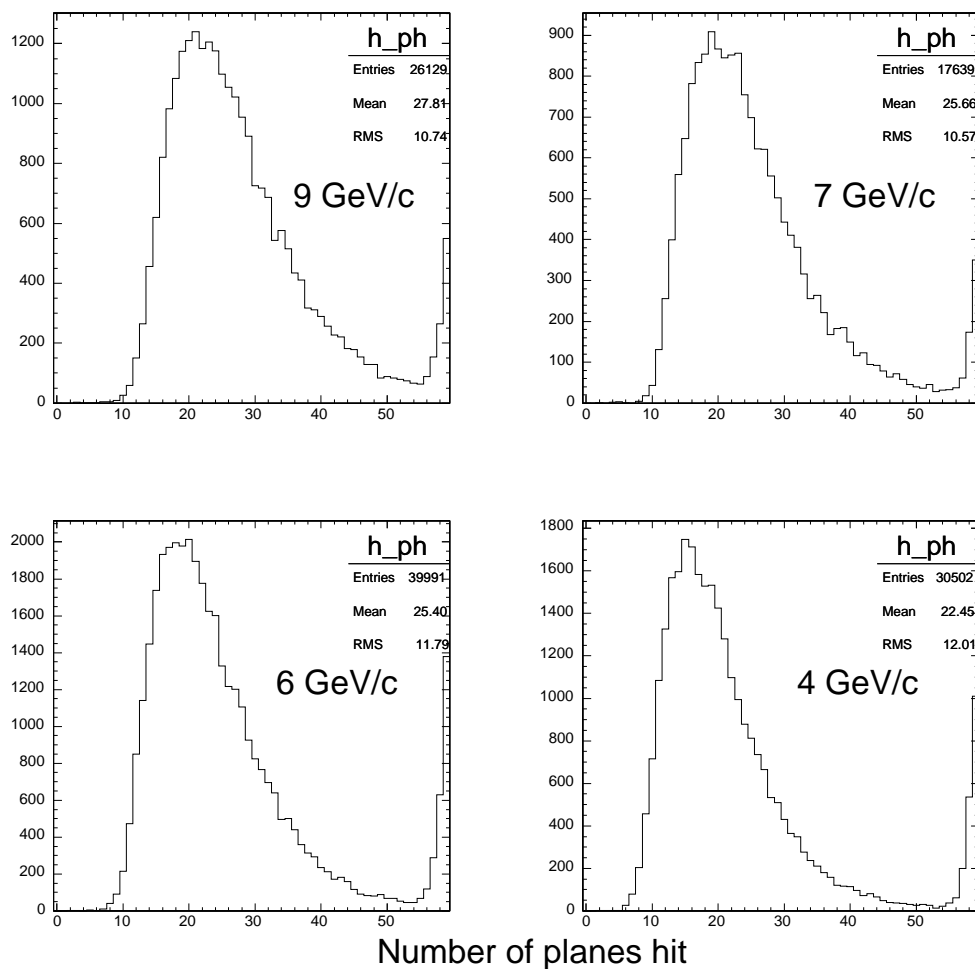 h_ph
Entries 26129
Mean 27.81
RMS 10.74
9 GeV/c
0
200
400
600
800
1000
1200
0 10 20 30 40 50
h_ph
Entries 17639
Mean 25.66
RMS 10.57
7 GeV/c
0
100
200
300
400
500
600
700
800
900
0 10 20 30 40 50
h_ph
Entries 39991
Mean 25.40
RMS 11.79
6 GeV/c
0
200
400
600
800
1000
1200
1400
1600
1800
2000
0 10 20 30 40 50
h_ph
Entries 30502
Mean 22.45
RMS 12.01
4 GeV/c
0
200
400
600
800
1000
1200
1400
1600
1800
0 10 20 30 40 50
Number of planes hit